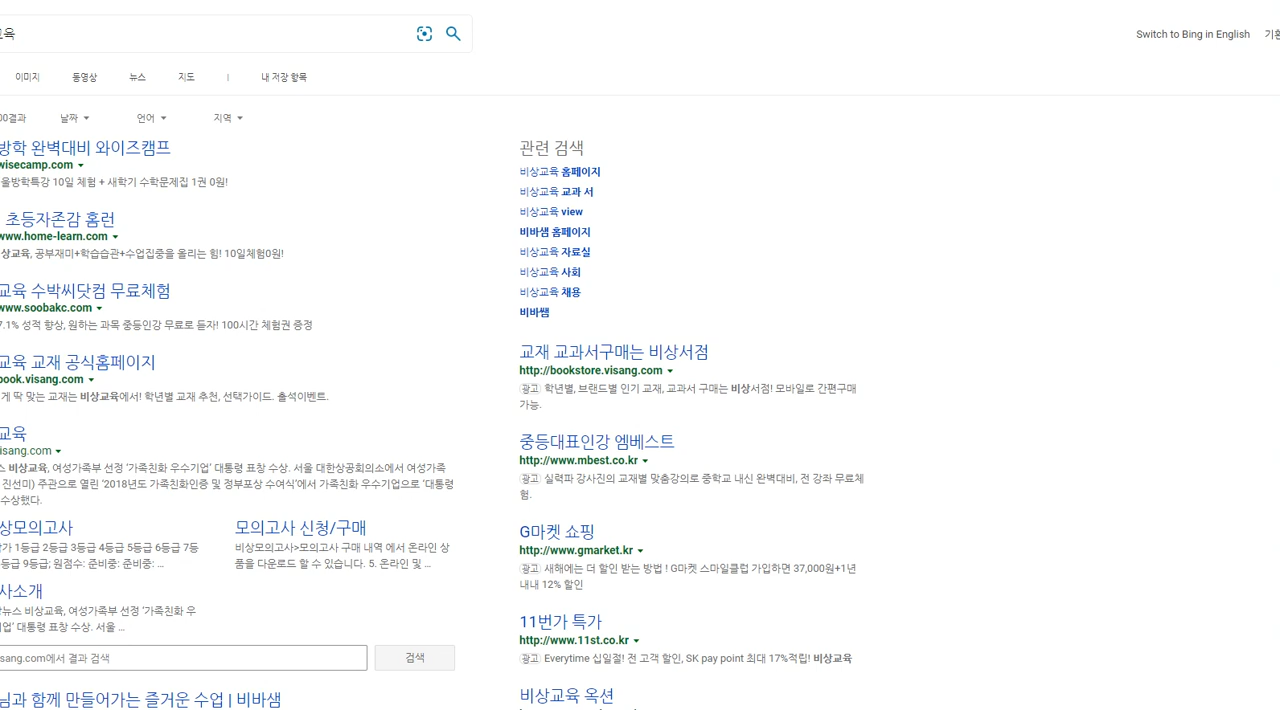 교육
Switch to Bing in English
이미지 동영상 뉴스 지도 | 내 저장 항목
00결과 날짜 언어 지역
방학 완벽대비 와이즈캠프
wisecamp.com
울방학특강 10일 체험 + 새학기 수학문제집 1권 0원!
초등자존감 홈런
www.home-learn.com
상교육, 공부재미+학습습관+수업집중을 올리는 힘! 10일체험0원!
교육 수박씨닷컴 무료체험
www.soobakc.com
7.1% 성적 향상, 원하는 과목 중등인강 무료로 듣자! 100시간 체험권 증정
교육 교재 공식홈페이지
book.visang.com
게 딱 맞는 교재는 비상교육에서! 학년별 교재 추천, 선택가이드. 출석이벤트.
교육
isang.com
스 비상교육, 여성가족부 선정 '가족친화 우수기업' 대통령 표창 수상. 서울 대한상공회의소에서 여성가족
진선미) 주관으로 열린 '2018년도 가족친화인증 및 정부포상 수여식'에서 가족친화 우수기업으로 '대통령
수상했다.
상모의고사
가 1등급 2등급 3등급 4등급 5등급 6등급 7등
등급 9등급; 원점수: 준비중: 준비중: ...
모의고사 신청/구매
비상모의고사>모의고사 구매 내역 에서 온라인 상
품을 다운로드 할 수 있습니다. 5. 온라인 및 ...
사소개
뉴스 비상교육, 여성가족부 선정 '가족친화 우
업' 대통령 표창 수상. 서울 ...
sang.com에서 결과 검색
검색
님과 함께 만들어가는 즐거운 수업 | 비바샘
관련 검색
비상교육 홈페이지
비상교육 교과 서
비상교육 view
비바샘 홈페이지
비상교육 자료실
비상교육 사회
비상교육 채용
비바쌤
교재 교과서구매는 비상서점
http://bookstore.visang.com
광고 학년별, 브랜드별 인기 교재, 교과서 구매는 비상서점! 모바일로 간편구매
가능.
중등대표인강 엠베스트
http://www.mbest.co.kr
광고 실력파 강사진의 교재별 맞춤강의로 중학교 내신 완벽대비, 전 강좌 무료체
험.
G마켓 쇼핑
http://www.gmarket.kr
광고 새해에는 더 할인 받는 방법 ! G마켓 스마일클럽 가입하면 37,000원+1년
내내 12% 할인
11번가 특가
http://www.11st.co.kr
광고 Everytime 십일절! 전 고객 할인, SK pay point 최대 17%적립! 비상교육
비상교육 옥션